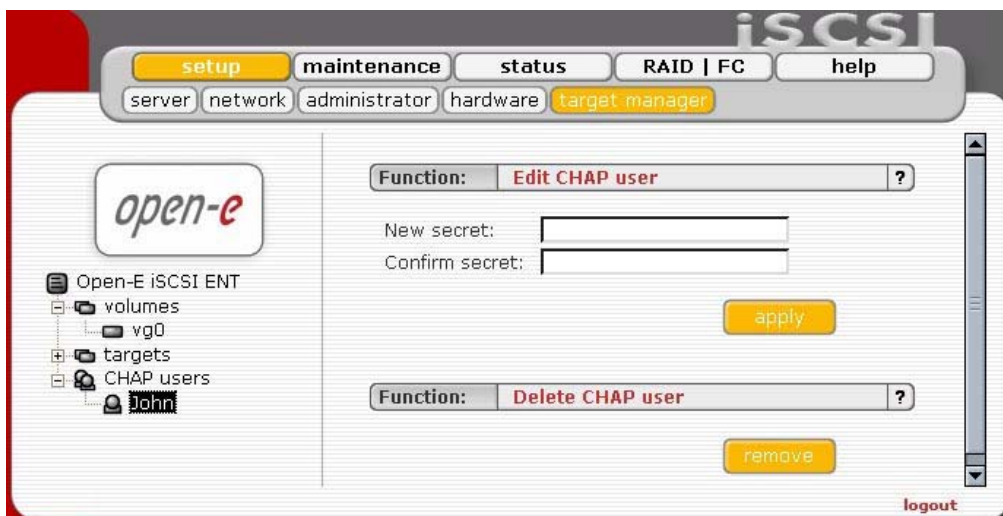 iSCSI
setup maintenance status RAID | FC help
server network administrator hardware target manager
open-e
Open-E iSCSI ENT
volumes
vg0
targets
CHAP users
John
Function: Edit CHAP user ?
New secret:
Confirm secret:
apply
Function: Delete CHAP user ?
remove
logout